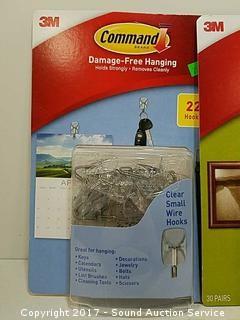 3M
3M
Command
BRAND
Damage-Free Hanging
Holds Strongly • Removes Cleanly
22
Hooks
Clear
Small
Wire
Hooks
Great for hanging:
• Keys
• Calendars
• Utensils
• Lint Brushes
• Cleaning Tools
• Decorations
• Jewelry
• Belts
• Hats
• Scissors
30 PAIRS
Copyright 2017 - Sound Auction Service